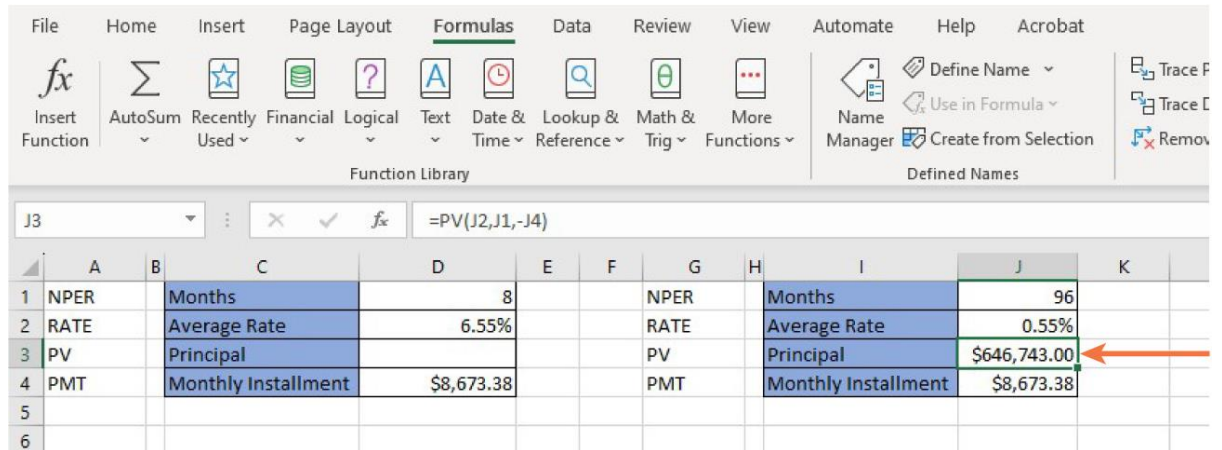 File Home Insert Page Layout Formulas Data Review View Automate Help Acrobat
fx Insert Function
Σ AutoSum
Recently Used
Financial
Logical
A Text
Date & Time
Lookup & Reference
θ Math & Trig
More Functions
Function Library
Name Manager
Define Name
Use in Formula
Create from Selection
Defined Names
Trace
Trace
J3 fx =PV(J2,J1,-J4)
A B C D E F G H I J K
1 NPER Months 8 NPER Months 96
2 RATE Average Rate 6.55% RATE Average Rate 0.55%
3 PV Principal PV Principal $646,743.00
4 PMT Monthly Installment $8,673.38 PMT Monthly Installment $8,673.38
5
6